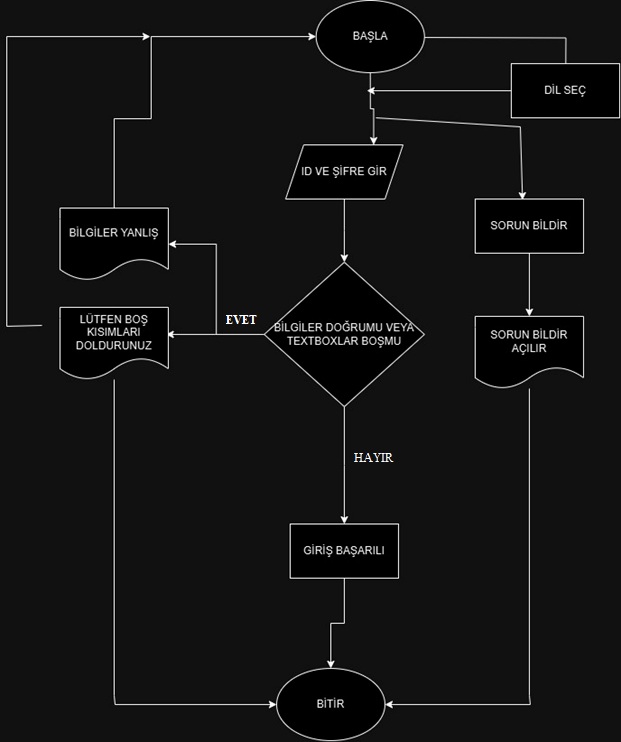 BAŞLA
DİL SEÇ
ID VE ŞİFRE GİR
BİLGİLER YANLIŞ
SORUN BİLDİR
LÜTFEN BOŞ
KISIMLARI
DOLDURUNUZ
EVET
BİLGİLER DOĞRUMU VEYA
TEXTBOXLAR BOŞMU
SORUN BİLDİR
AÇILIR
HAYIR
GİRİŞ BAŞARILI
BİTİR